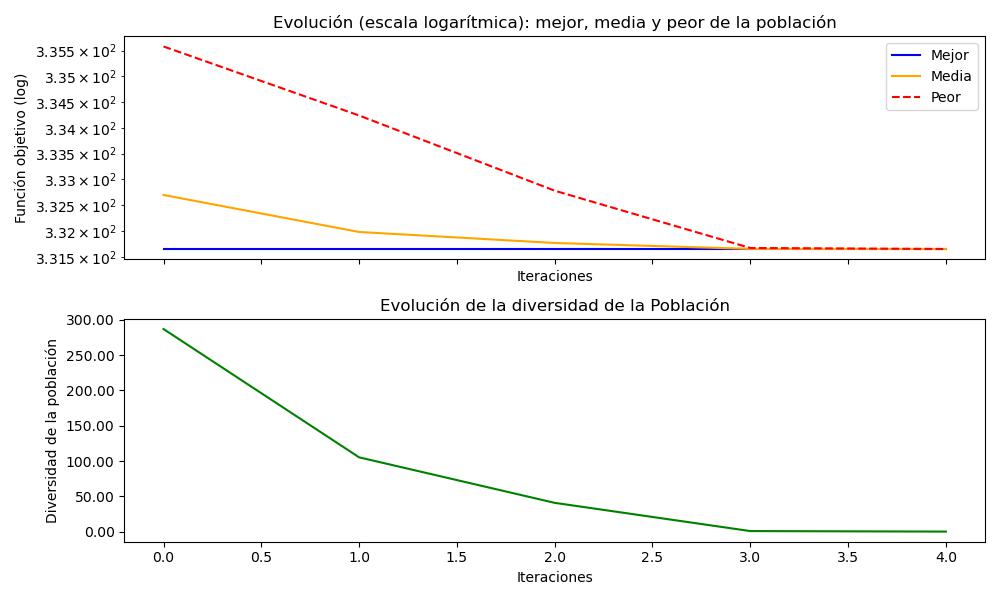 Evolución (escala logarítmica): mejor, media y peor de la población
Función objetivo (log)
3.355 × 10²
3.35 × 10²
3.345 × 10²
3.34 × 10²
3.335 × 10²
3.33 × 10²
3.325 × 10²
3.32 × 10²
3.315 × 10²
Mejor
Media
Peor
Iteraciones
Evolución de la diversidad de la Población
Diversidad de la población
300.00
250.00
200.00
150.00
100.00
50.00
0.00
0.0 0.5 1.0 1.5 2.0 2.5 3.0 3.5 4.0
Iteraciones